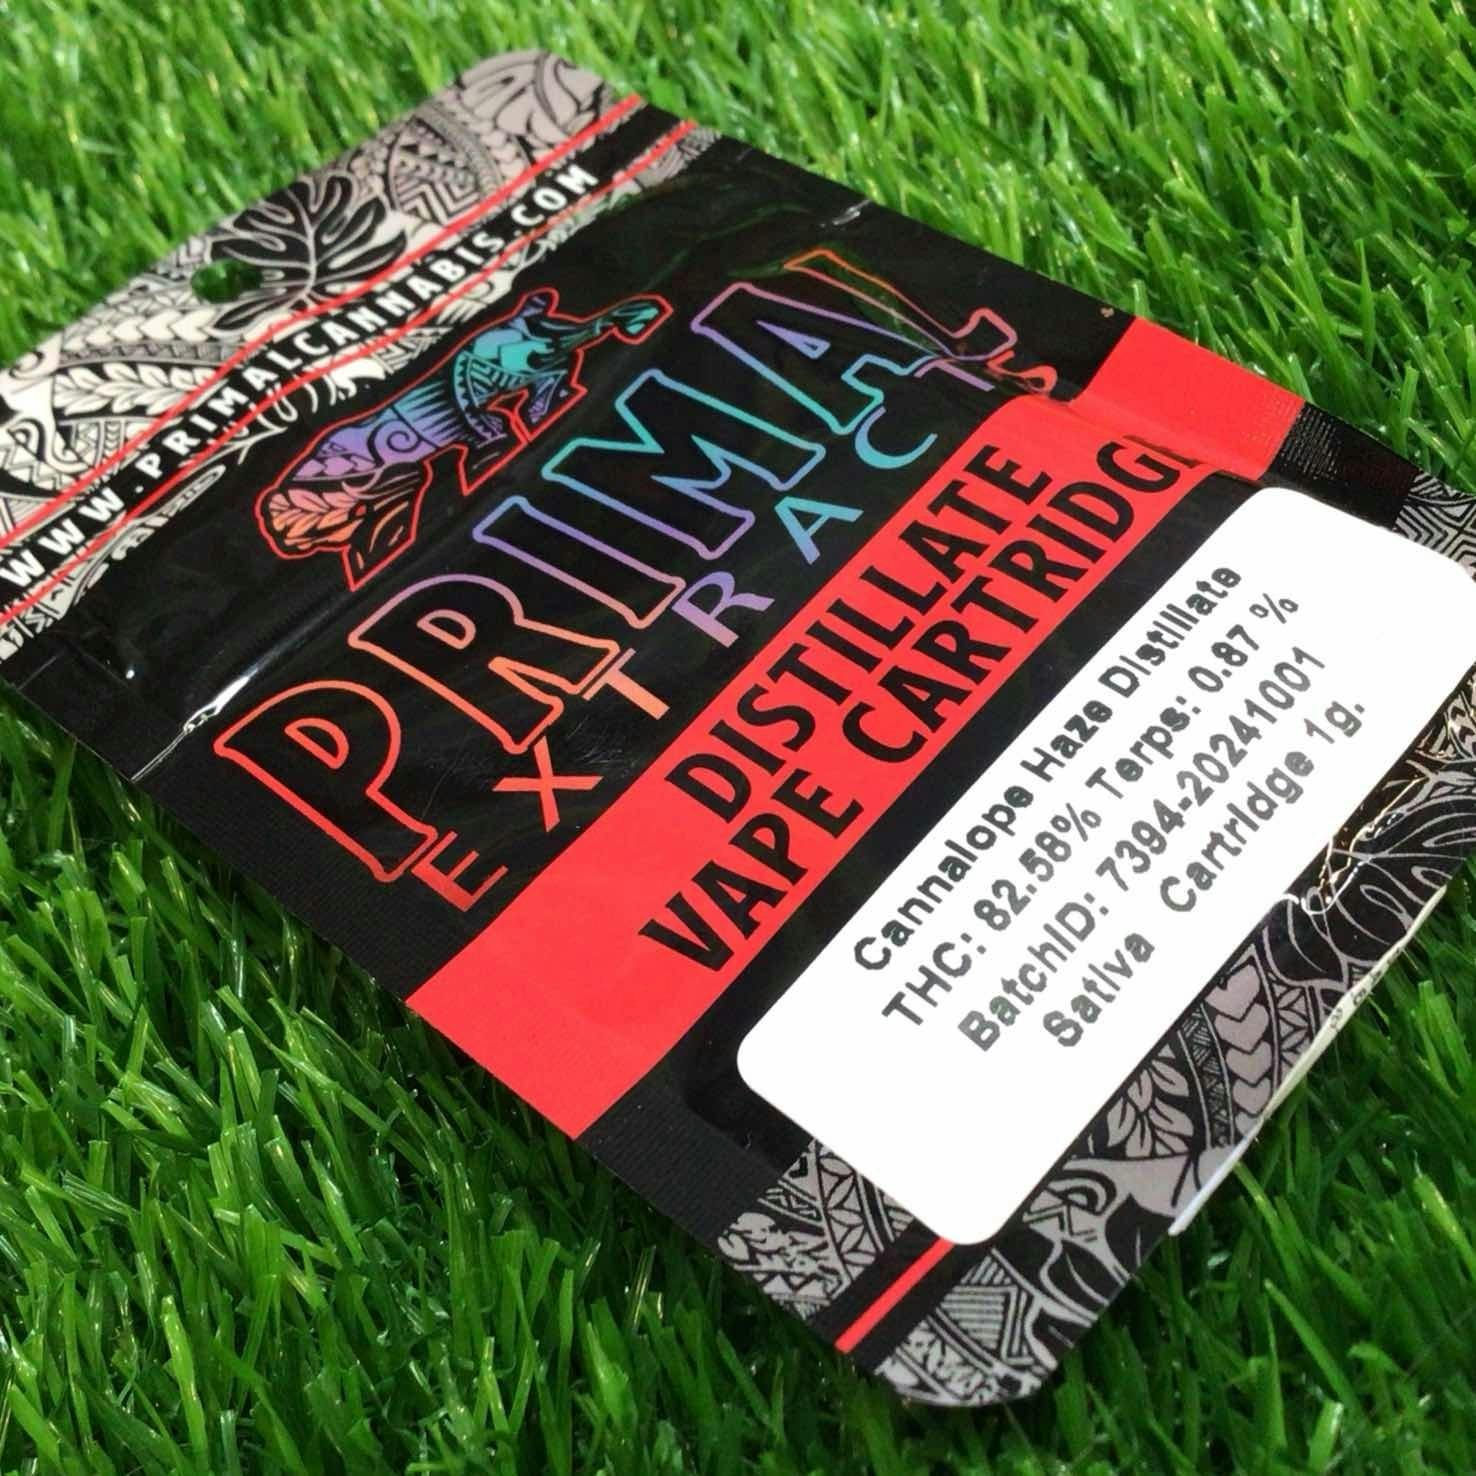 WWW.PRIMALCANNABIS.COM
PRIMAL
EXTRACTS
DISTILLATE
VAPE CARTRIDGE
Cannalope Haze Distillate
THC: 82.58% Terps: 0.87 %
BatchID: 7394-20241001
Sativa Cartridge 1g.